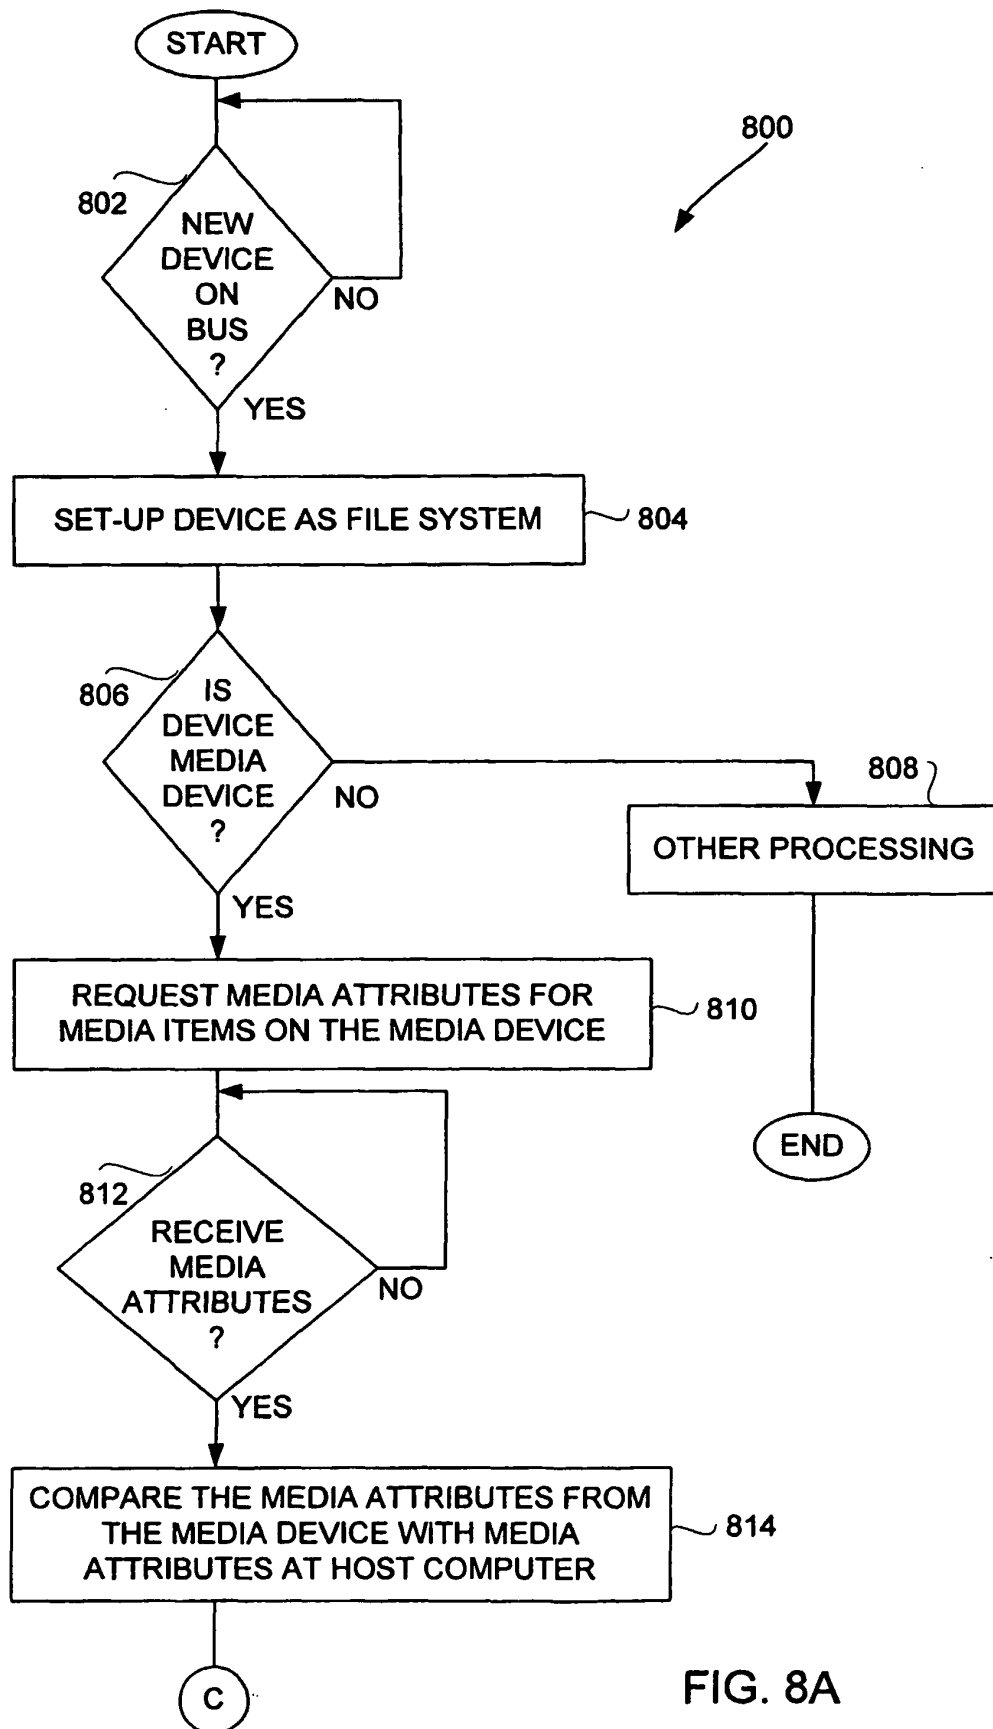 START
800
802
NEW
DEVICE
ON
BUS
?
NO
YES
SET-UP DEVICE AS FILE SYSTEM
804
806
IS
DEVICE
MEDIA
DEVICE
?
NO
808
OTHER PROCESSING
YES
REQUEST MEDIA ATTRIBUTES FOR
MEDIA ITEMS ON THE MEDIA DEVICE
810
END
812
RECEIVE
MEDIA
ATTRIBUTES
?
NO
YES
COMPARE THE MEDIA ATTRIBUTES FROM
THE MEDIA DEVICE WITH MEDIA
ATTRIBUTES AT HOST COMPUTER
814
C
FIG. 8A